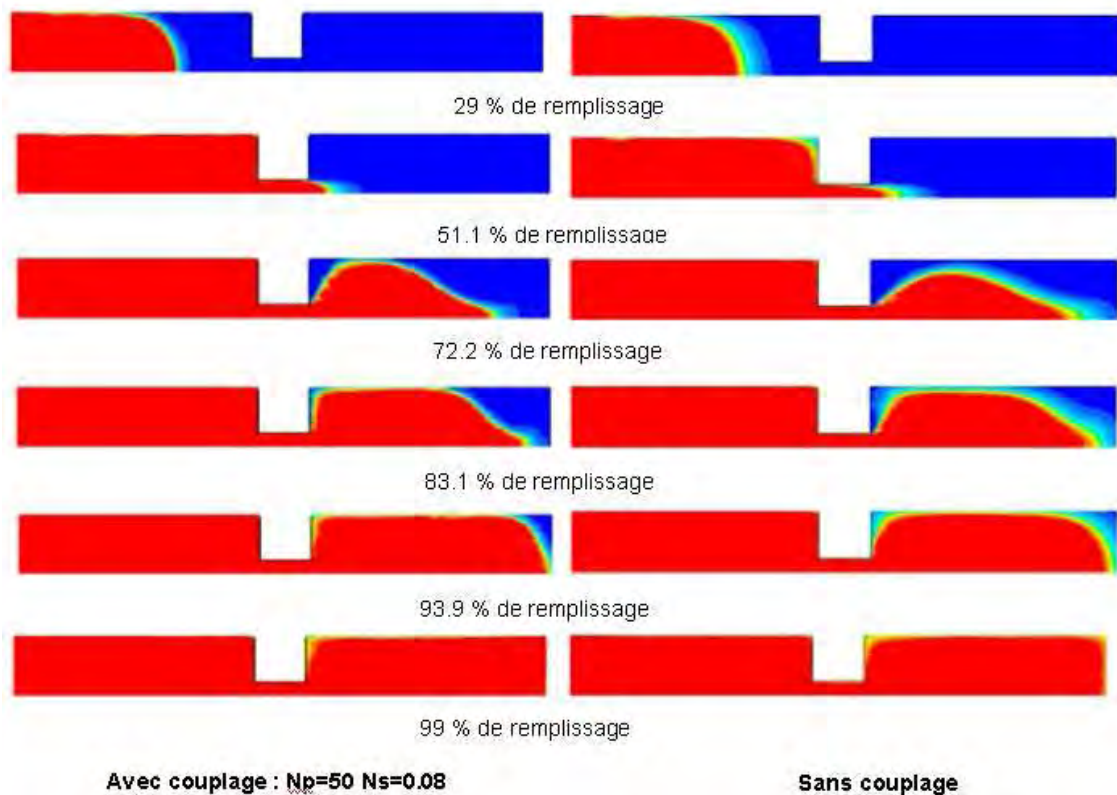 29 % de remplissage
51.1 % de remplissage
72.2 % de remplissage
83.1 % de remplissage
93.9 % de remplissage
99 % de remplissage
Avec couplage : Np=50 Ns=0.08
Sans couplage